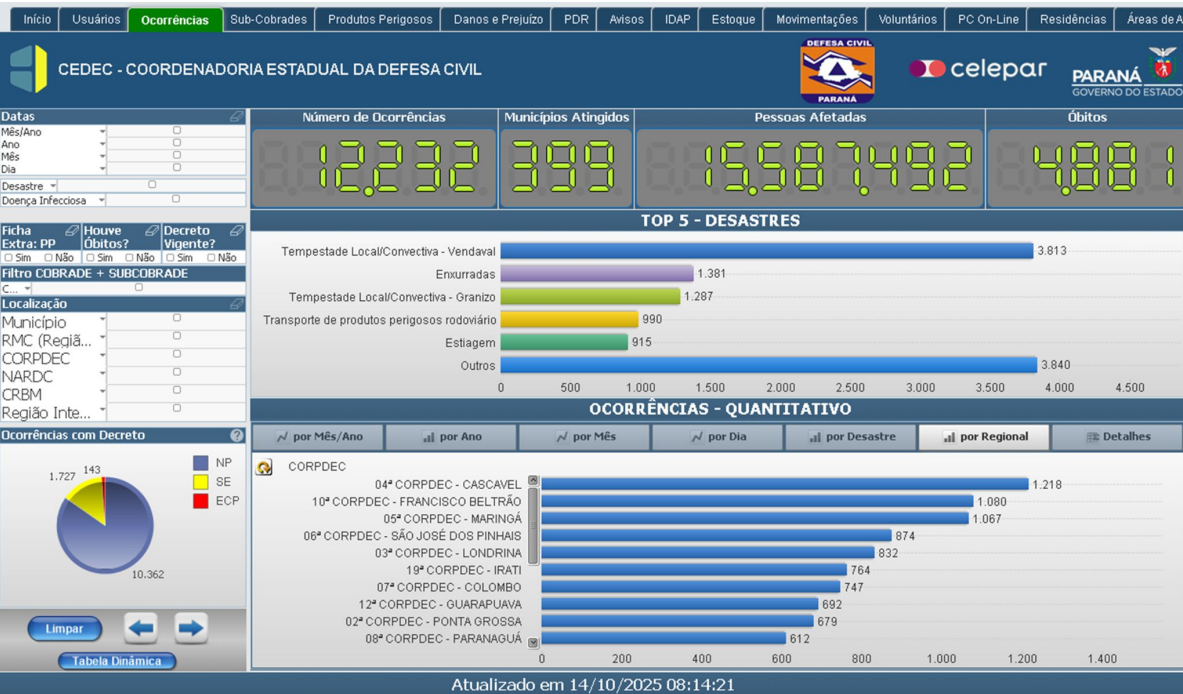 Início Usuários Ocorrências Sub-Cobrades Produtos Perigosos Danos e Prejuízo PDR Avisos IDAP Estoque Movimentações Voluntários PC On-Line Residências Áreas de A
CEDEC - COORDENADORIA ESTADUAL DA DEFESA CIVIL
DEFESA CIVIL
PARANÁ
celepar
PARANÁ
GOVERNO DO ESTADO
Datas
Mês/Ano
Ano
Mês
Dia
Desastre
Doença Infecciosa
Ficha Extra: PP
Sim Não
Houve Óbitos?
Sim Não
Decreto Vigente?
Sim Não
Filtro COBRADE + SUBCOBRADE
C...
Localização
Município
RMC (Regiã...
CORPDEC
NARDC
CRBM
Região Inte...
Ocorrências com Decreto ?
1.727 143
10.362
NP
SE
ECP
Limpar
Tabela Dinâmica
Número de Ocorrências
12,232
Municípios Atingidos
399
Pessoas Afetadas
15,587,492
Óbitos
4,881
TOP 5 - DESASTRES
Tempestade Local/Convectiva - Vendaval 3.813
Enxurradas 1.381
Tempestade Local/Convectiva - Granizo 1.287
Transporte de produtos perigosos rodoviário 990
Estiagem 915
Outros 3.840
0 500 1.000 1.500 2.000 2.500 3.000 3.500 4.000 4.500
OCORRÊNCIAS - QUANTITATIVO
por Mês/Ano por Ano por Mês por Dia por Desastre por Regional Detalhes
CORPDEC
04ª CORPDEC - CASCAVEL 1.218
10ª CORPDEC - FRANCISCO BELTRÃO 1.080
05ª CORPDEC - MARINGÁ 1.067
06ª CORPDEC - SÃO JOSÉ DOS PINHAIS 874
03ª CORPDEC - LONDRINA 832
19ª CORPDEC - IRATI 764
07ª CORPDEC - COLOMBO 747
12ª CORPDEC - GUARAPUAVA 692
02ª CORPDEC - PONTA GROSSA 679
08ª CORPDEC - PARANAGUÁ 612
0 200 400 600 800 1.000 1.200 1.400
Atualizado em 14/10/2025 08:14:21